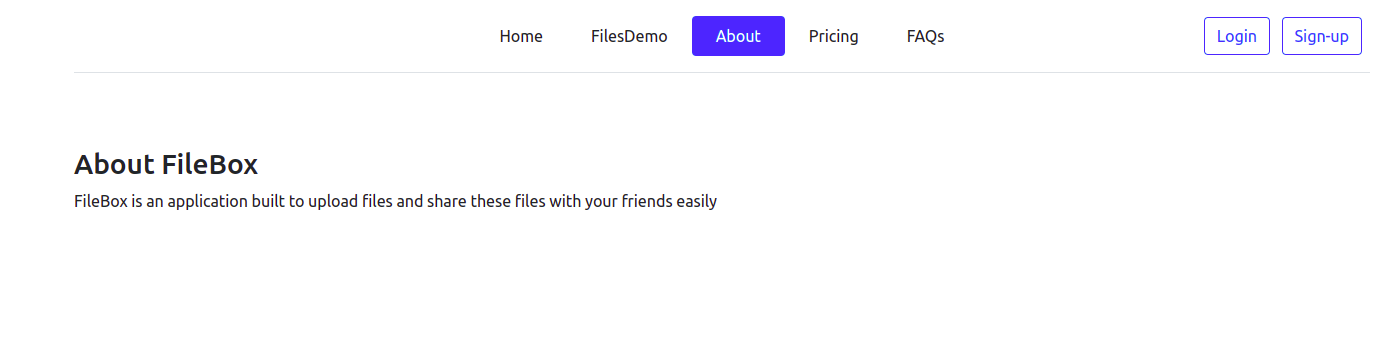 Home FilesDemo About Pricing FAQs Login Sign-up
About FileBox
FileBox is an application built to upload files and share these files with your friends easily